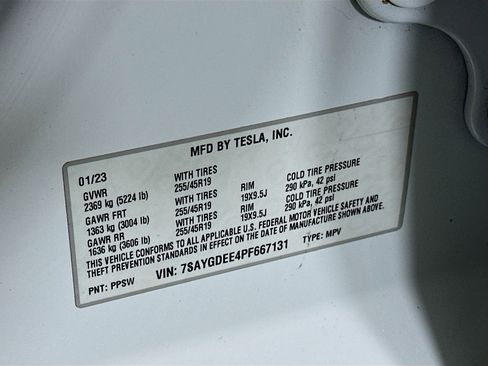 MFD BY TESLA, INC.
01/23
GVWR WITH TIRES COLD TIRE PRESSURE
2369 kg (5224 lb) 255/45R19 RIM 290 kPa, 42 psi
GAWR FRT WITH TIRES 19X9.5J COLD TIRE PRESSURE
1363 kg (3004 lb) 255/45R19 RIM 290 kPa, 42 psi
GAWR RR WITH TIRES 19X9.5J
1636 kg (3606 lb) 255/45R19
THIS VEHICLE CONFORMS TO ALL APPLICABLE U.S. FEDERAL MOTOR VEHICLE SAFETY AND
THEFT PREVENTION STANDARDS IN EFFECT ON THE DATE OF MANUFACTURE SHOWN ABOVE.
PNT: PPSW VIN: 7SAYGDEE4PF667131 TYPE: MPV